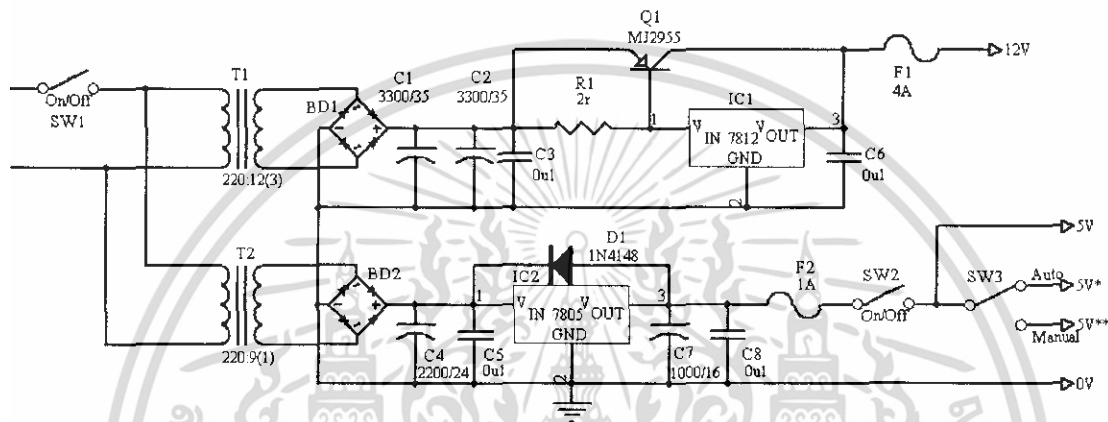 Q1
MJ2955
12V
F1
4A
On/Off
SW1
T1
220:12(3)
BD1
C1
3300/35
C2
3300/35
R1
2r
C3
0u1
IC1
1
V
IN 7812
V
OUT
GND
3
2
C6
0u1
T2
220:9(1)
BD2
D1
1N4148
IC2
1
V
IN 7805
V
OUT
GND
3
2
C4
2200/24
C5
0u1
C7
1000/16
C8
0u1
F2
1A
SW2
On/Off
SW3
5V
Auto
5V*
5V**
Manual
0V